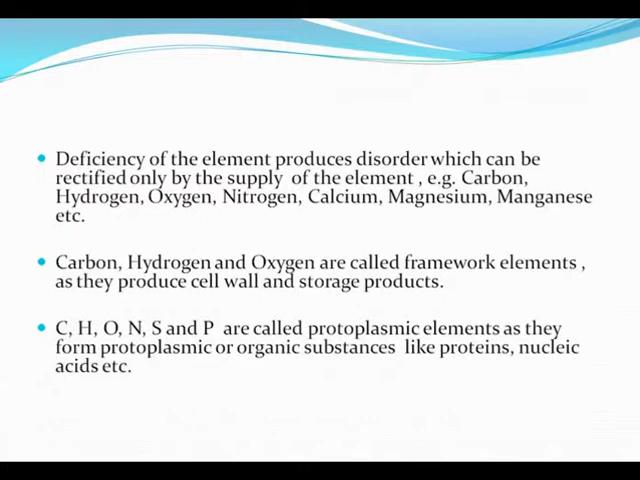 Deficiency of the element produces disorder which can be
rectified only by the supply of the element , e.g. Carbon,
Hydrogen, Oxygen, Nitrogen, Calcium, Magnesium, Manganese
etc.
Carbon, Hydrogen and Oxygen are called framework elements ,
as they produce cell wall and storage products.
C, H, O, N, S and P are called protoplasmic elements as they
form protoplasmic or organic substances like proteins, nucleic
acids etc.